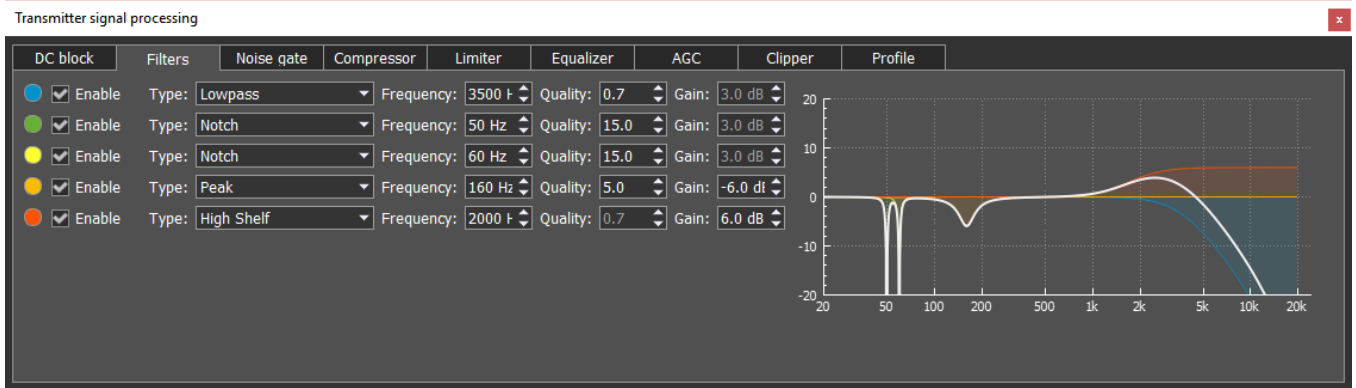 Transmitter signal processing x
DC block Filters Noise gate Compressor Limiter Equalizer AGC Clipper Profile
Enable Type: Lowpass Frequency: 3500 H Quality: 0.7 Gain: 3.0 dB
Enable Type: Notch Frequency: 50 Hz Quality: 15.0 Gain: 3.0 dB
Enable Type: Notch Frequency: 60 Hz Quality: 15.0 Gain: 3.0 dB
Enable Type: Peak Frequency: 160 Hz Quality: 5.0 Gain: -6.0 dB
Enable Type: High Shelf Frequency: 2000 H Quality: 0.7 Gain: 6.0 dB
20
10
0
-10
-20
20 50 100 200 500 1k 2k 5k 10k 20k